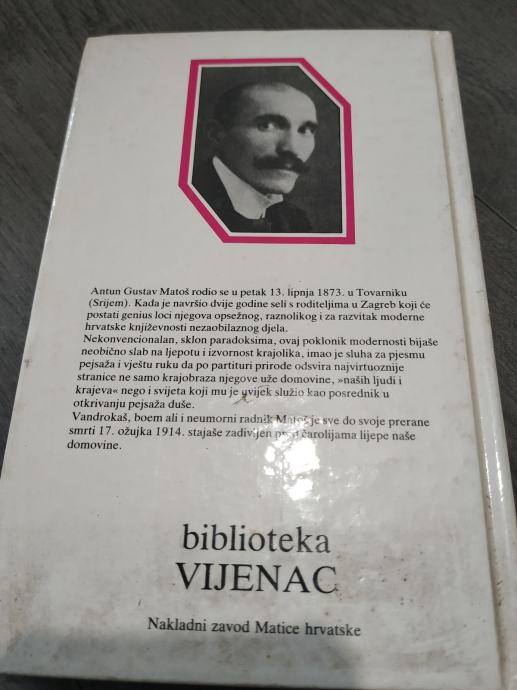 Antun Gustav Matoš rodio se u petak 13. lipnja 1873. u Tovarniku
(Srijem). Kada je navršio dvije godine seli s roditeljima u Zagreb koji će
postati genius loci njegova opsežnog, raznolikog i za razvitak moderne
hrvatske književnosti nezaobilaznog djela.
Nekonvencionalan, sklon paradoksima, ovaj poklonik modernosti bijaše
neobično slab na ljepotu i izvornost krajolika, imao je sluha za pjesmu
pejsaža i vještu ruku da po partituri prirode odsvira najvirtuoznije
stranice ne samo krajobraza njegove uže domovine, »naših ljudi i
krajeva« nego i svijeta koji mu je uvijek služio kao posrednik u
otkrivanju pejsaža duše.
Vandrokaš, boem ali i neumorni radnik Matoš je sve do svoje prerane
smrti 17. ožujka 1914. stajaše zadivljen čarolijama lijepe naše
domovine.
biblioteka
VIJENAC
Nakladni zavod Matice hrvatske